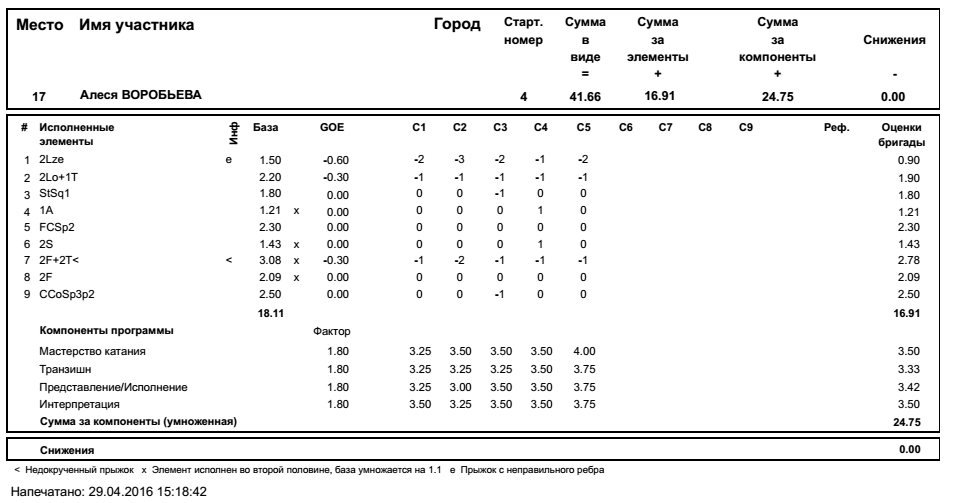 Место Имя участника Город Старт. Сумма Сумма Сумма
номер в за за Снижения
виде элементы компоненты
= + + -
17 Алеся ВОРОБЬЕВА 4 41.66 16.91 24.75 0.00
# Исполненные Инф База GOE C1 C2 C3 C4 C5 C6 C7 C8 C9 Реф. Оценки
элементы бригады
1 2Lze e 1.50 -0.60 -2 -3 -2 -1 -2 0.90
2 2Lo+1T 2.20 -0.30 -1 -1 -1 -1 -1 1.90
3 StSq1 1.80 0.00 0 0 -1 0 0 1.80
4 1A 1.21 x 0.00 0 0 0 1 0 1.21
5 FCSp2 2.30 0.00 0 0 0 0 0 2.30
6 2S 1.43 x 0.00 0 0 0 1 0 1.43
7 2F+2T< < 3.08 x -0.30 -1 -2 -1 -1 -1 2.78
8 2F 2.09 x 0.00 0 0 0 0 0 2.09
9 CCoSp3p2 2.50 0.00 0 0 -1 0 0 2.50
18.11 16.91
Компоненты программы Фактор
Мастерство катания 1.80 3.25 3.50 3.50 3.50 4.00 3.50
Транзишн 1.80 3.25 3.25 3.25 3.50 3.75 3.33
Представление/Исполнение 1.80 3.25 3.00 3.50 3.50 3.75 3.42
Интерпретация 1.80 3.50 3.25 3.50 3.50 3.75 3.50
Сумма за компоненты (умноженная) 24.75
Снижения 0.00
< Недокрученный прыжок x Элемент исполнен во второй половине, база умножается на 1.1 e Прыжок с неправильного ребра
Напечатано: 29.04.2016 15:18:42